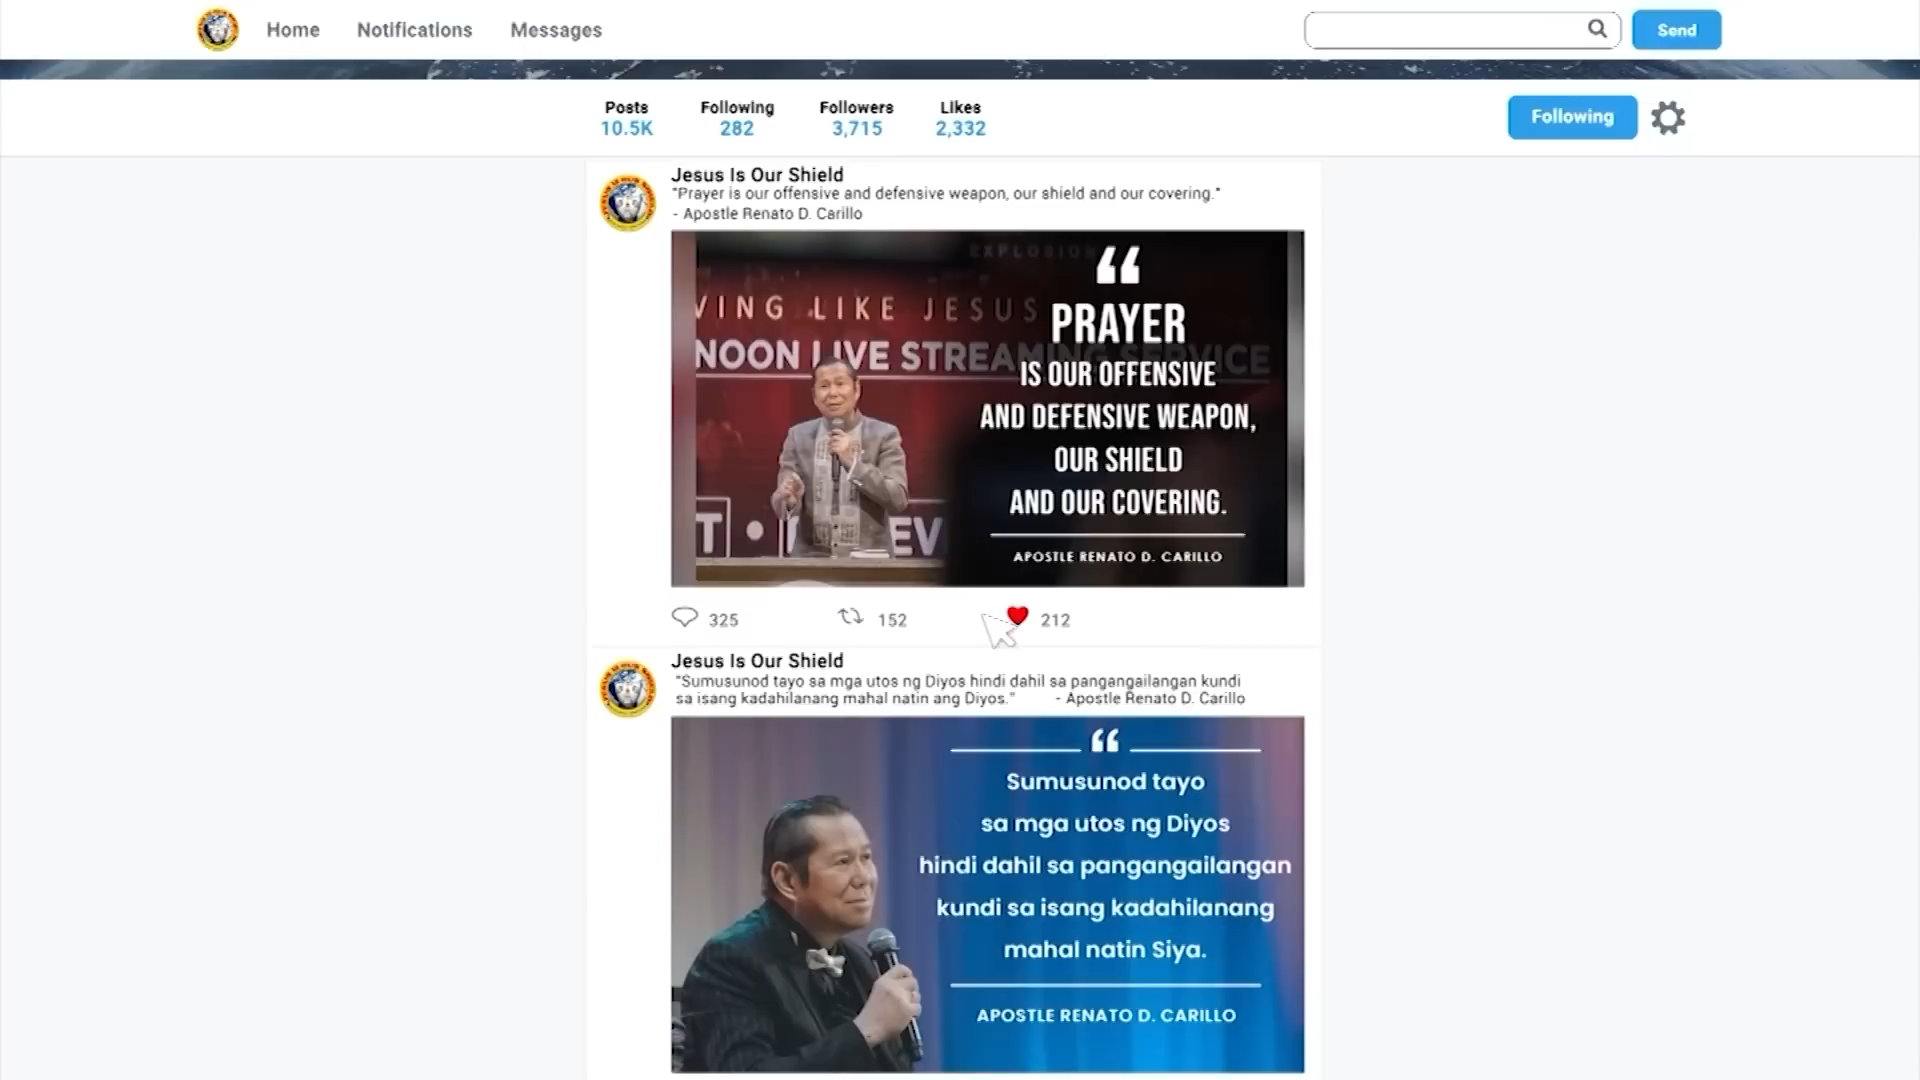 Home Notifications Messages
Send
Posts Following Followers Likes
10.5K 282 3,715 2,332
Following
Jesus Is Our Shield
"Prayer is our offensive and defensive weapon, our shield and our covering."
- Apostle Renato D. Carillo
EXPLOSION
VING LIKE JESUS
NOON LIVE STREAMING SERVICE
“
PRAYER
IS OUR OFFENSIVE
AND DEFENSIVE WEAPON,
OUR SHIELD
AND OUR COVERING.
APOSTLE RENATO D. CARILLO
325 152 212
Jesus Is Our Shield
"Sumusunod tayo sa mga utos ng Diyos hindi dahil sa pangangailangan kundi
sa isang kadahilanang mahal natin ang Diyos." - Apostle Renato D. Carillo
“
Sumusunod tayo
sa mga utos ng Diyos
hindi dahil sa pangangailangan
kundi sa isang kadahilanang
mahal natin Siya.
APOSTLE RENATO D. CARILLO